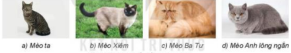 a) Mèo ta
b) Mèo Xiêm
c) Mèo Ba Tư
d) Mèo Anh lông ngắn